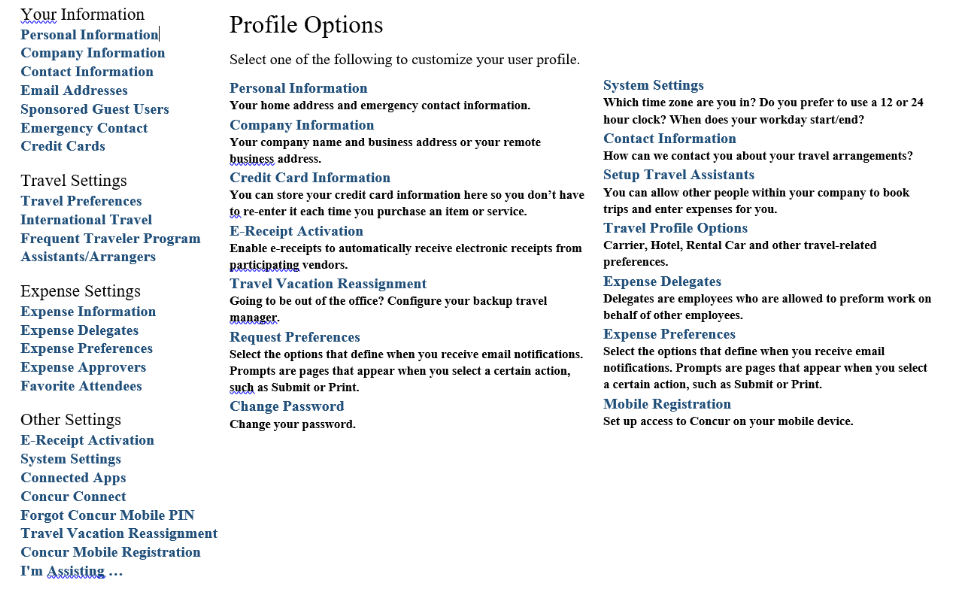 Your Information
Personal Information
Company Information
Contact Information
Email Addresses
Sponsored Guest Users
Emergency Contact
Credit Cards
Travel Settings
Travel Preferences
International Travel
Frequent Traveler Program
Assistants/Arrangers
Expense Settings
Expense Information
Expense Delegates
Expense Preferences
Expense Approvers
Favorite Attendees
Other Settings
E-Receipt Activation
System Settings
Connected Apps
Concur Connect
Forgot Concur Mobile PIN
Travel Vacation Reassignment
Concur Mobile Registration
I'm Assisting …
Profile Options
Select one of the following to customize your user profile.
Personal Information
Your home address and emergency contact information.
Company Information
Your company name and business address or your remote
business address.
Credit Card Information
You can store your credit card information here so you don’t have
to re-enter it each time you purchase an item or service.
E-Receipt Activation
Enable e-receipts to automatically receive electronic receipts from
participating vendors.
Travel Vacation Reassignment
Going to be out of the office? Configure your backup travel
manager.
Request Preferences
Select the options that define when you receive email notifications.
Prompts are pages that appear when you select a certain action,
such as Submit or Print.
Change Password
Change your password.
System Settings
Which time zone are you in? Do you prefer to use a 12 or 24
hour clock? When does your workday start/end?
Contact Information
How can we contact you about your travel arrangements?
Setup Travel Assistants
You can allow other people within your company to book
trips and enter expenses for you.
Travel Profile Options
Carrier, Hotel, Rental Car and other travel-related
preferences.
Expense Delegates
Delegates are employees who are allowed to preform work on
behalf of other employees.
Expense Preferences
Select the options that define when you receive email
notifications. Prompts are pages that appear when you select
a certain action, such as Submit or Print.
Mobile Registration
Set up access to Concur on your mobile device.